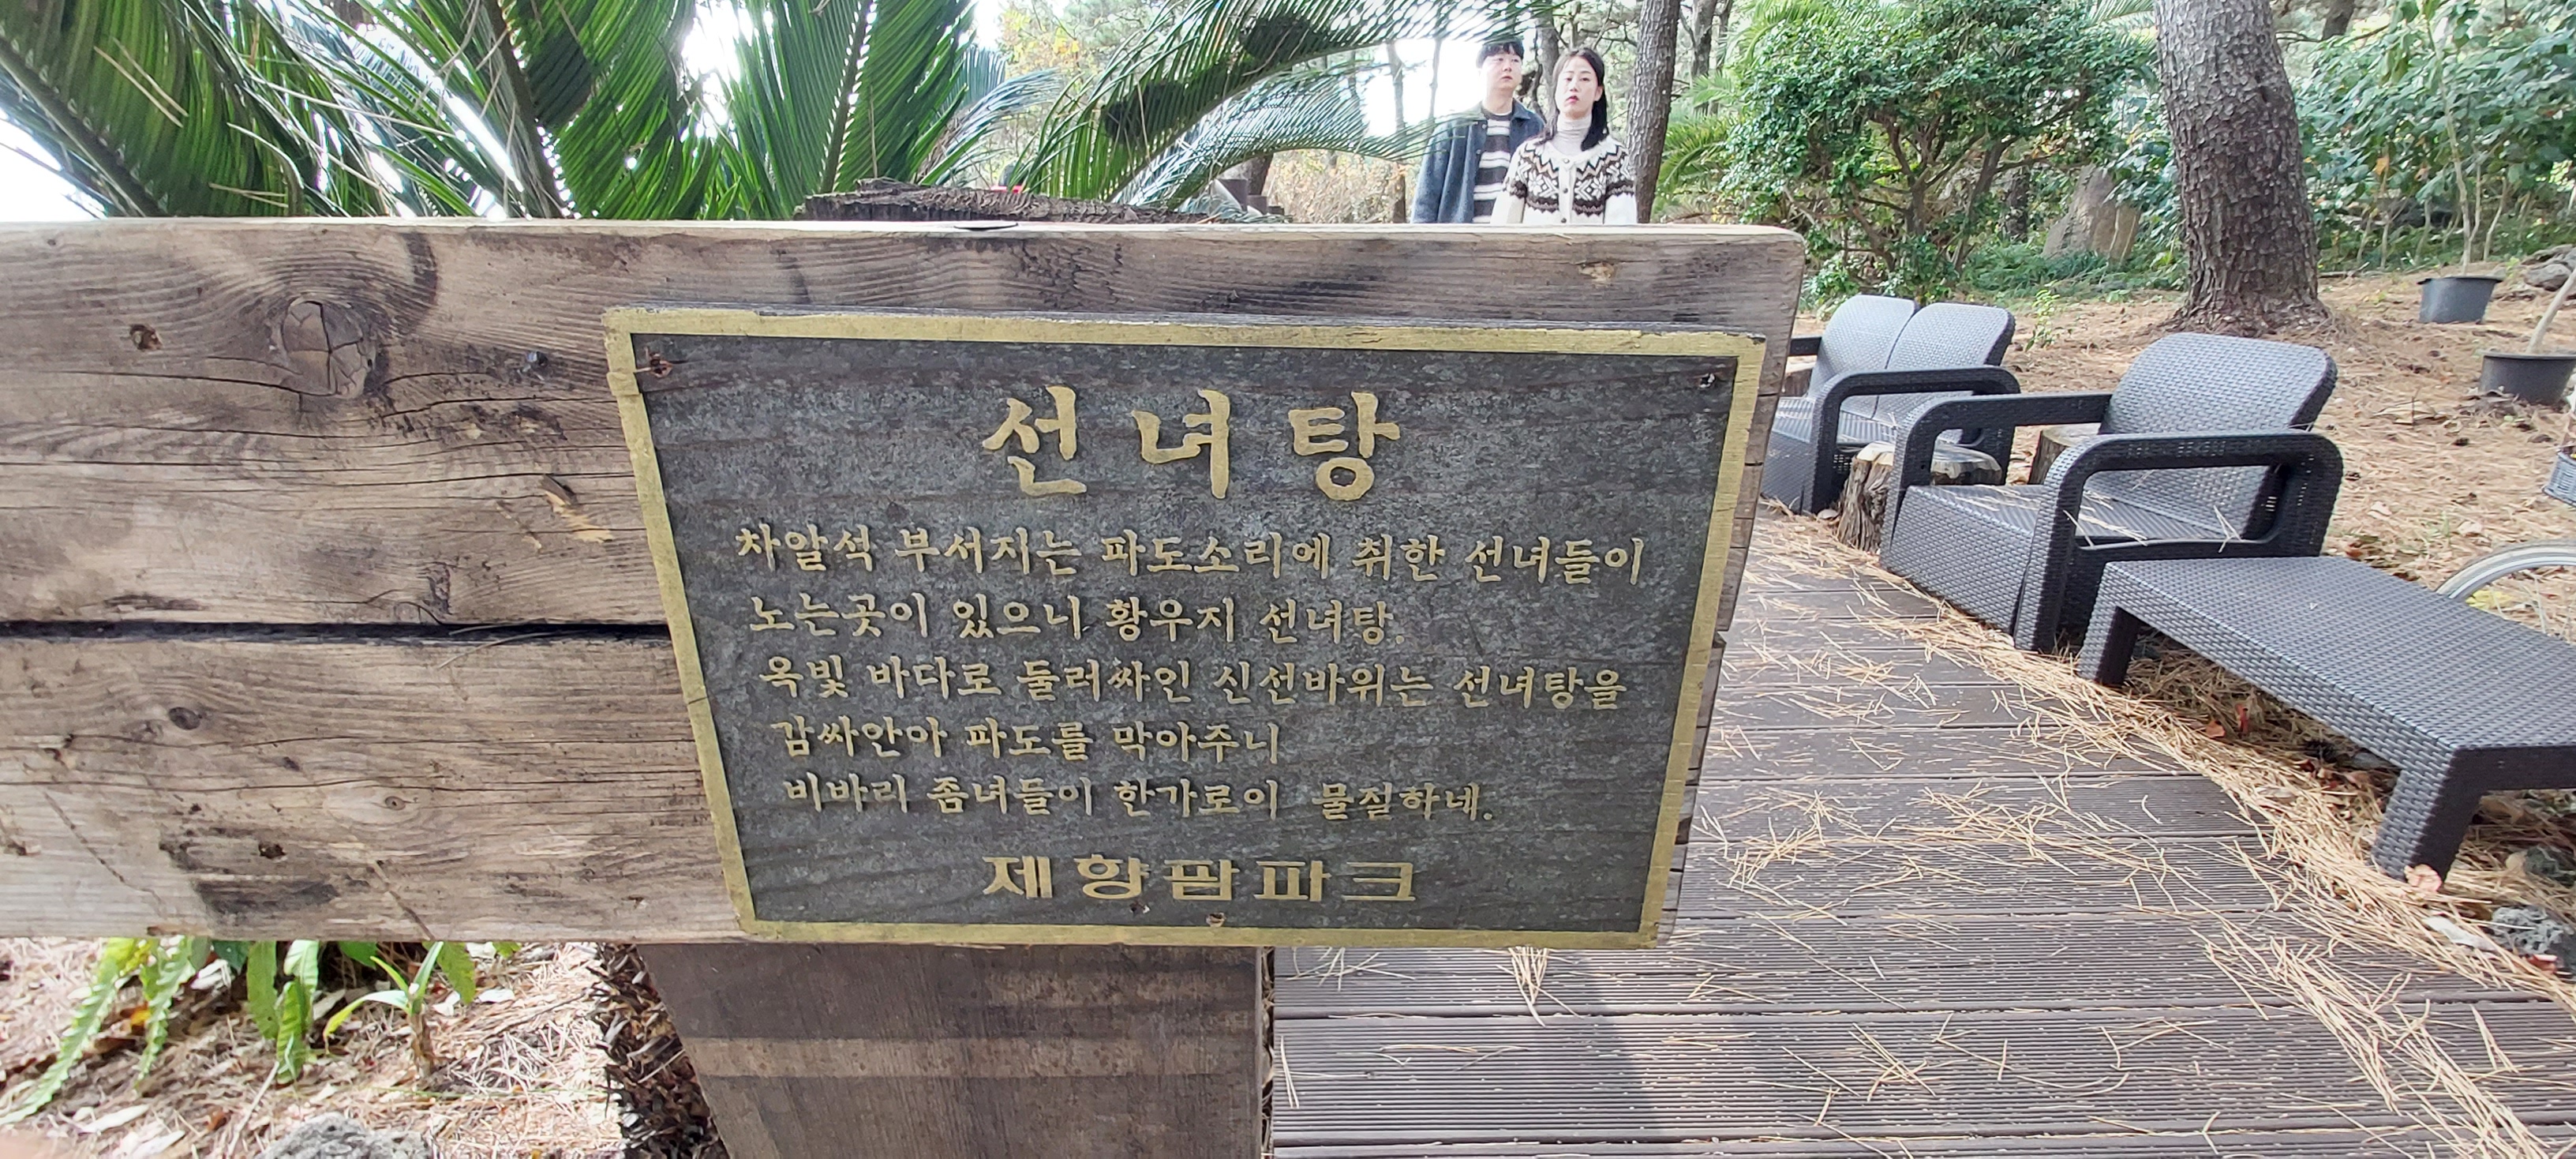 선녀탕
차알석 부서지는 파도소리에 취한 선녀들이
노는곳이 있으니 황우지 선녀탕.
옥빛 바다로 둘러싸인 신선바위는 선녀탕을
감싸안아 파도를 막아주니
비바리 좀녀들이 한가로이 물질하네.
제항팜파크